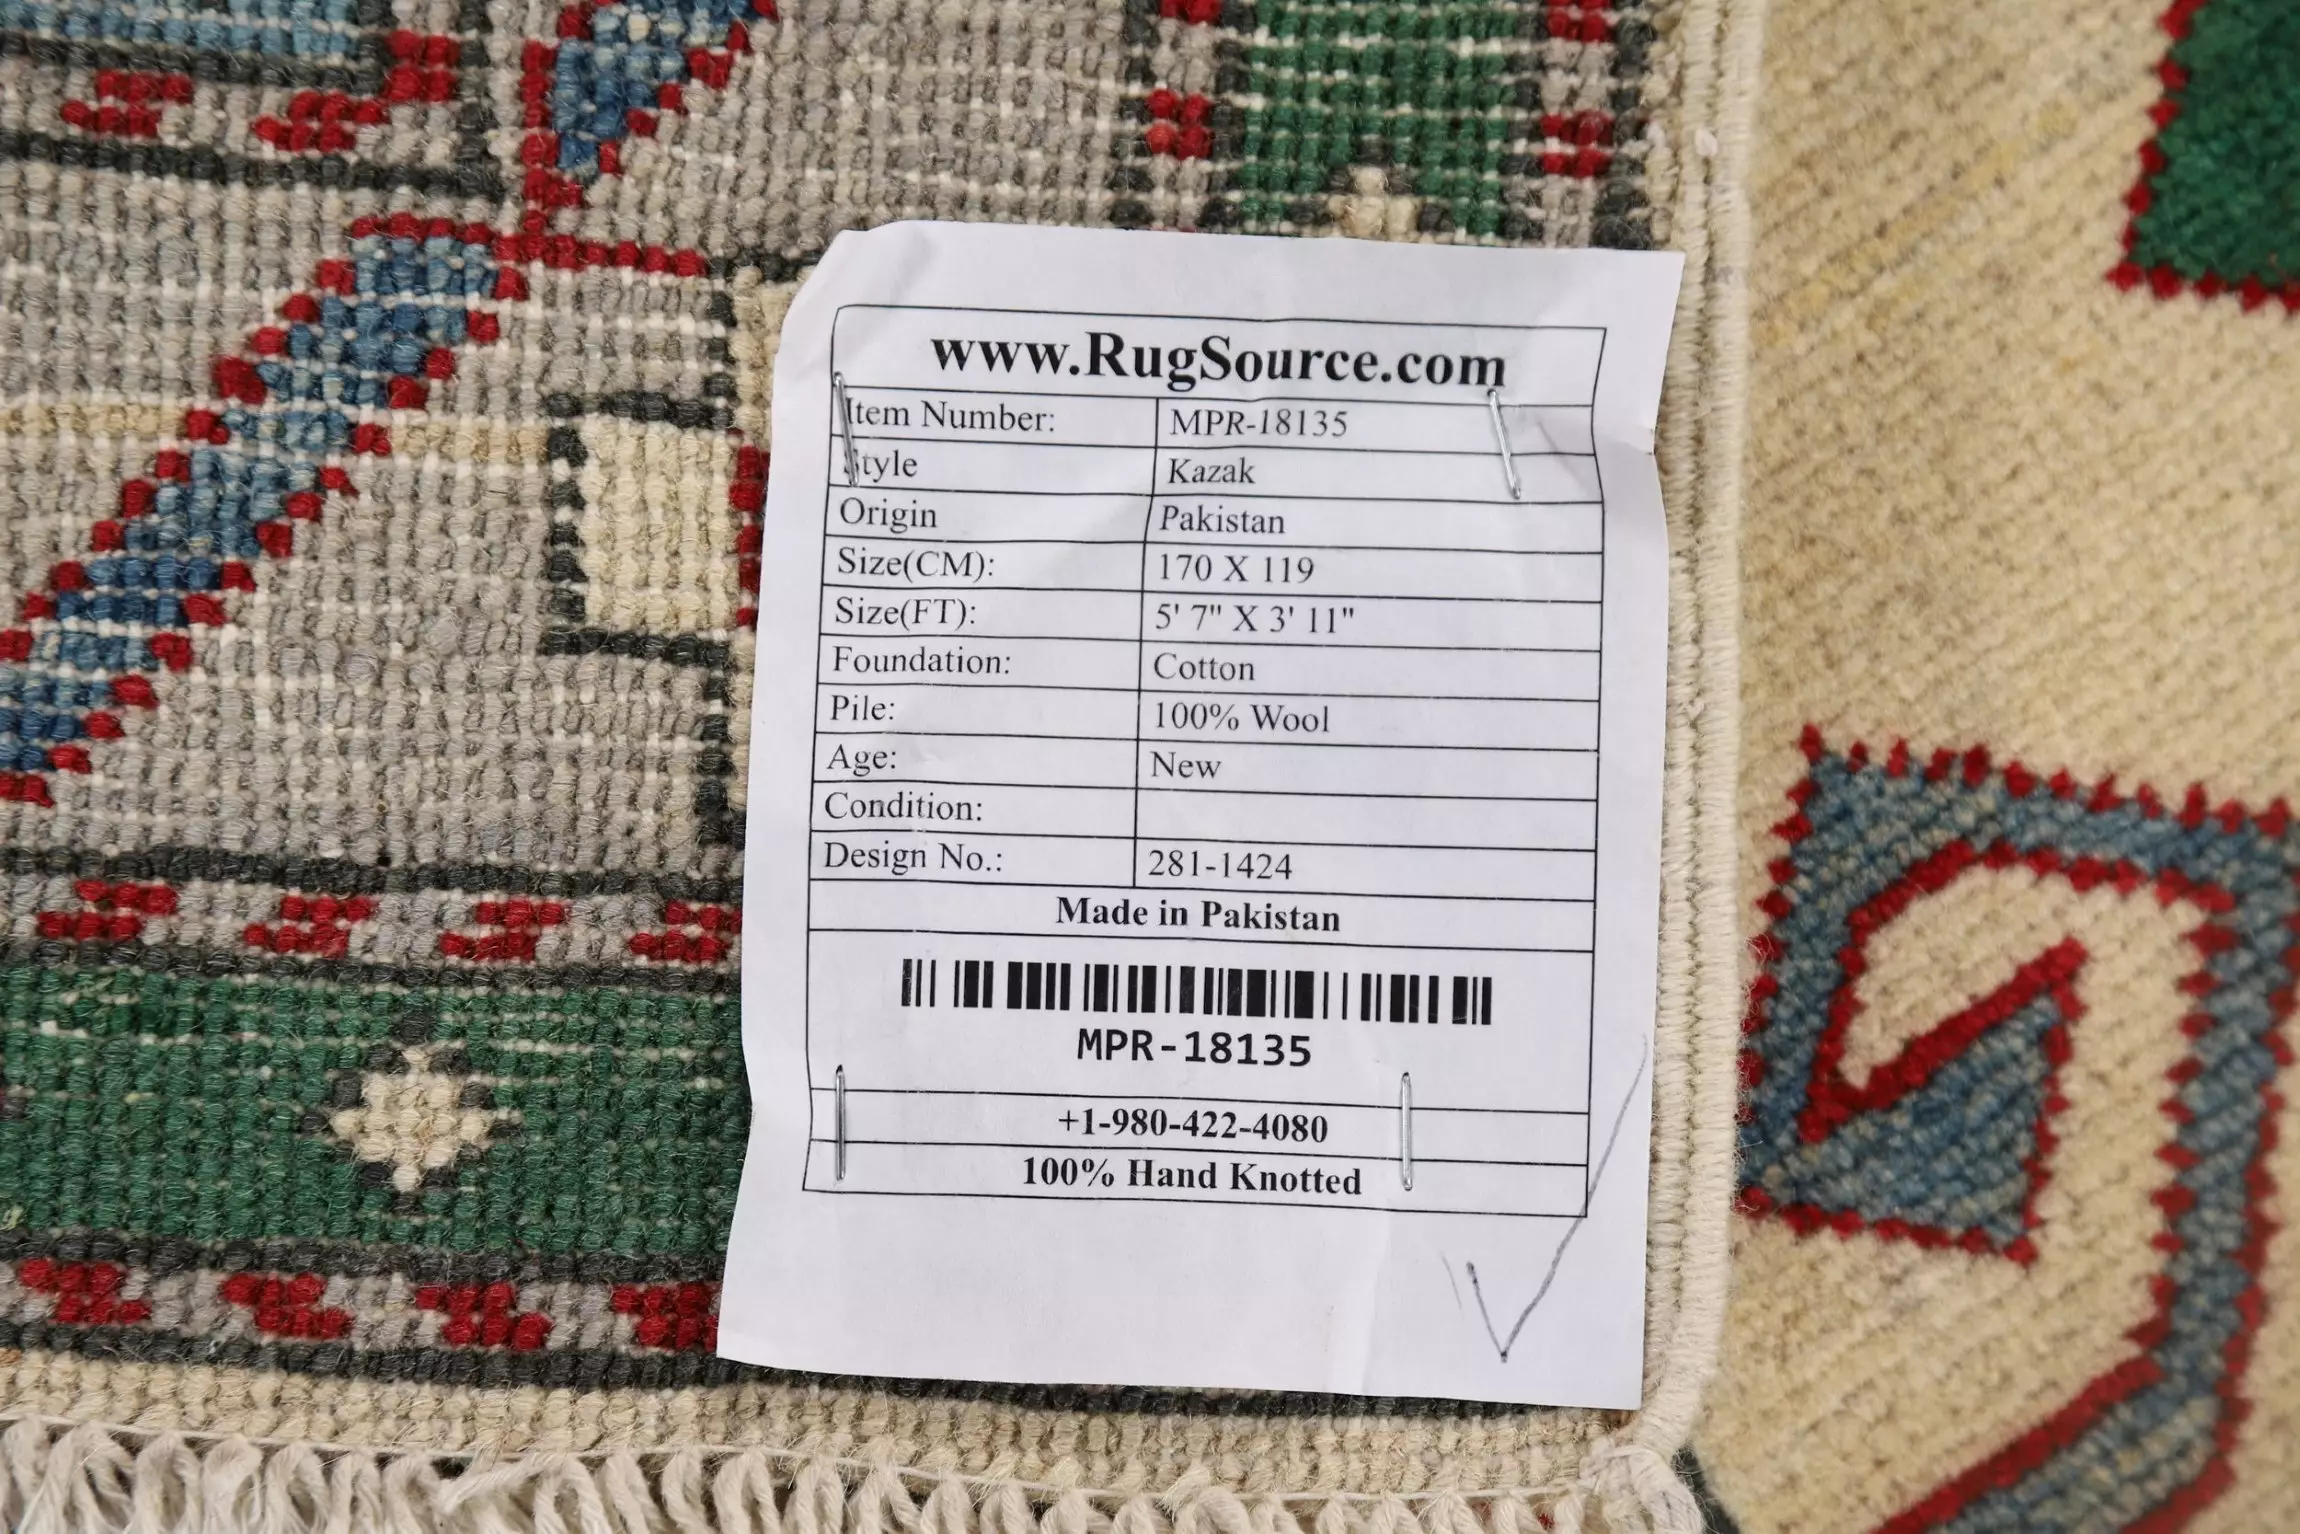 www.RugSource.com
Item Number: MPR-18135
Style Kazak
Origin Pakistan
Size(CM): 170 X 119
Size(FT): 5' 7" X 3' 11"
Foundation: Cotton
Pile: 100% Wool
Age: New
Condition:
Design No.: 281-1424
Made in Pakistan
MPR-18135
+1-980-422-4080
100% Hand Knotted